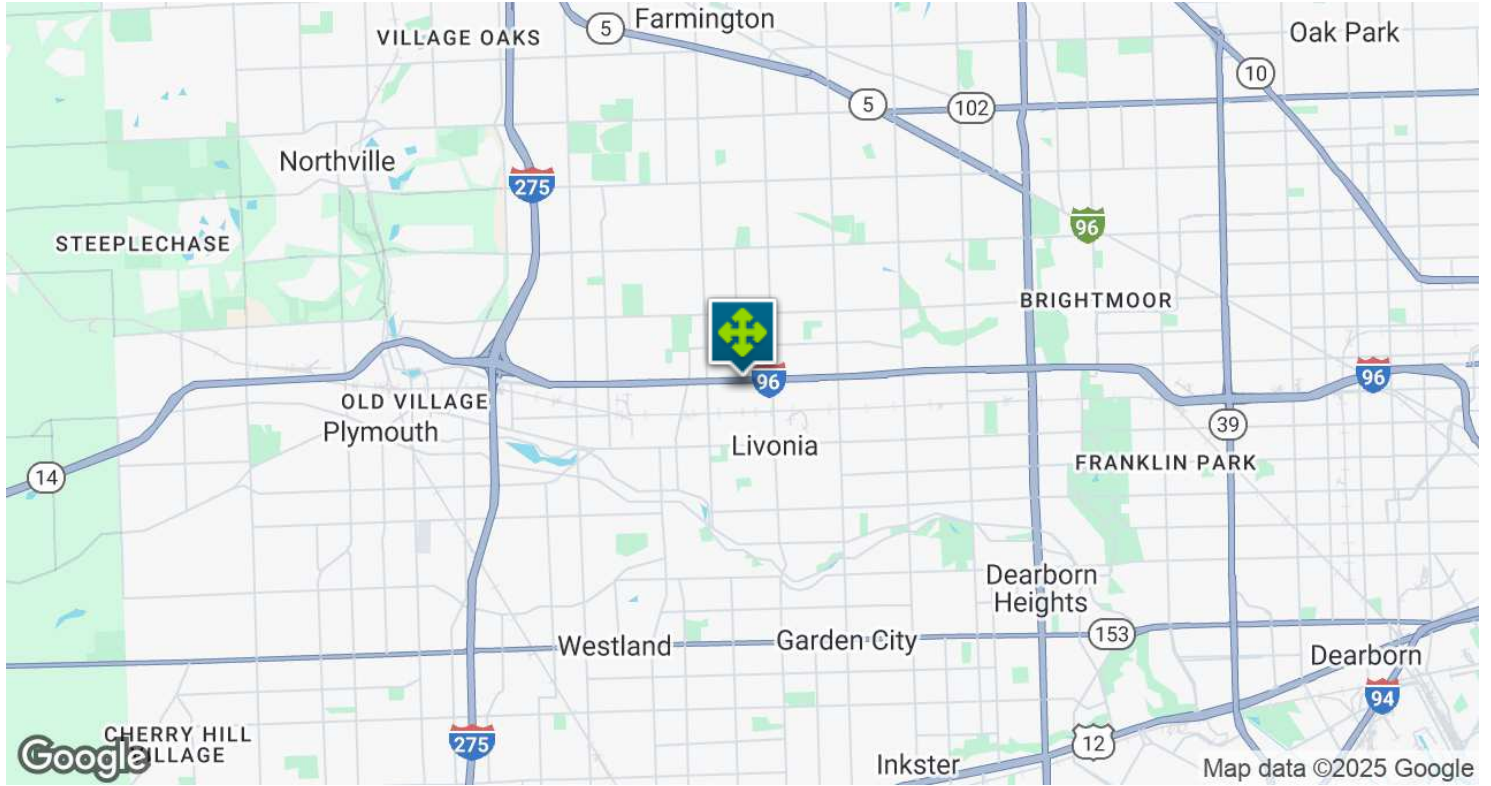 Farmington
5
VILLAGE OAKS
Oak Park
10
5
102
Northville
275
96
STEEPLECHASE
BRIGHTMOOR
96
96
OLD VILLAGE
Plymouth
39
Livonia
FRANKLIN PARK
14
Dearborn
Heights
153
Westland
Garden City
Dearborn
94
CHERRY HILL
VILLAGE
275
12
Inkster
Google
Map data ©2025 Google